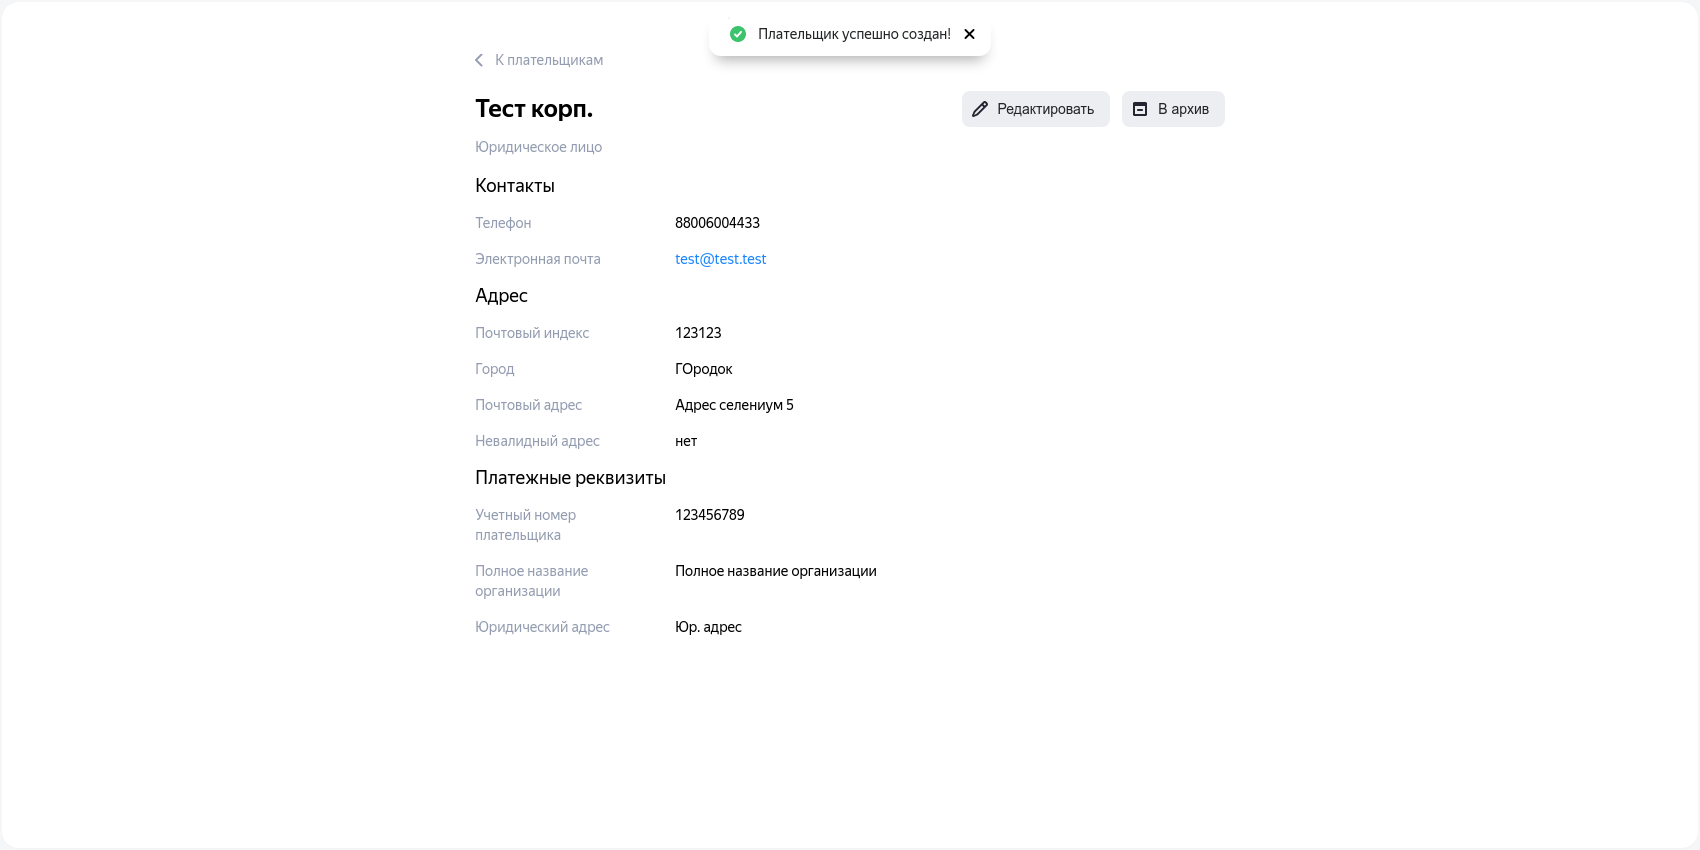 Плательщик успешно создан!
К плательщикам
Тест корп.
Редактировать
В архив
Юридическое лицо
Контакты
Телефон 88006004433
Электронная почта test@test.test
Адрес
Почтовый индекс 123123
Город ГОродок
Почтовый адрес Адрес селениум 5
Невалидный адрес нет
Платежные реквизиты
Учетный номер 123456789
плательщика
Полное название Полное название организации
организации
Юридический адрес Юр. адрес